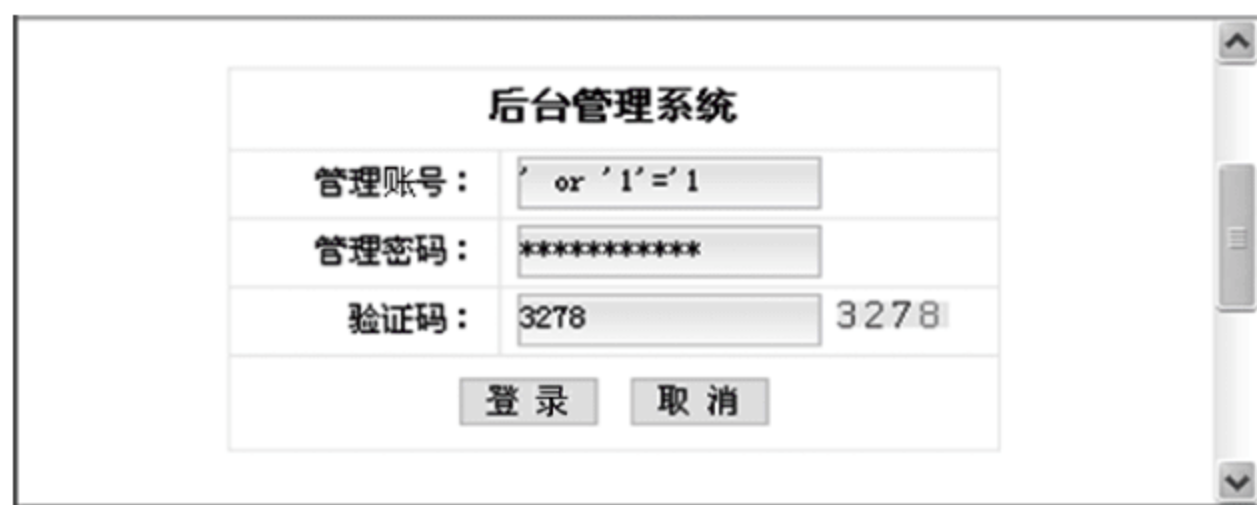 后台管理系统
管理账号： ' or '1'='1
管理密码： ***********
验证码： 3278 3278
登 录 取 消